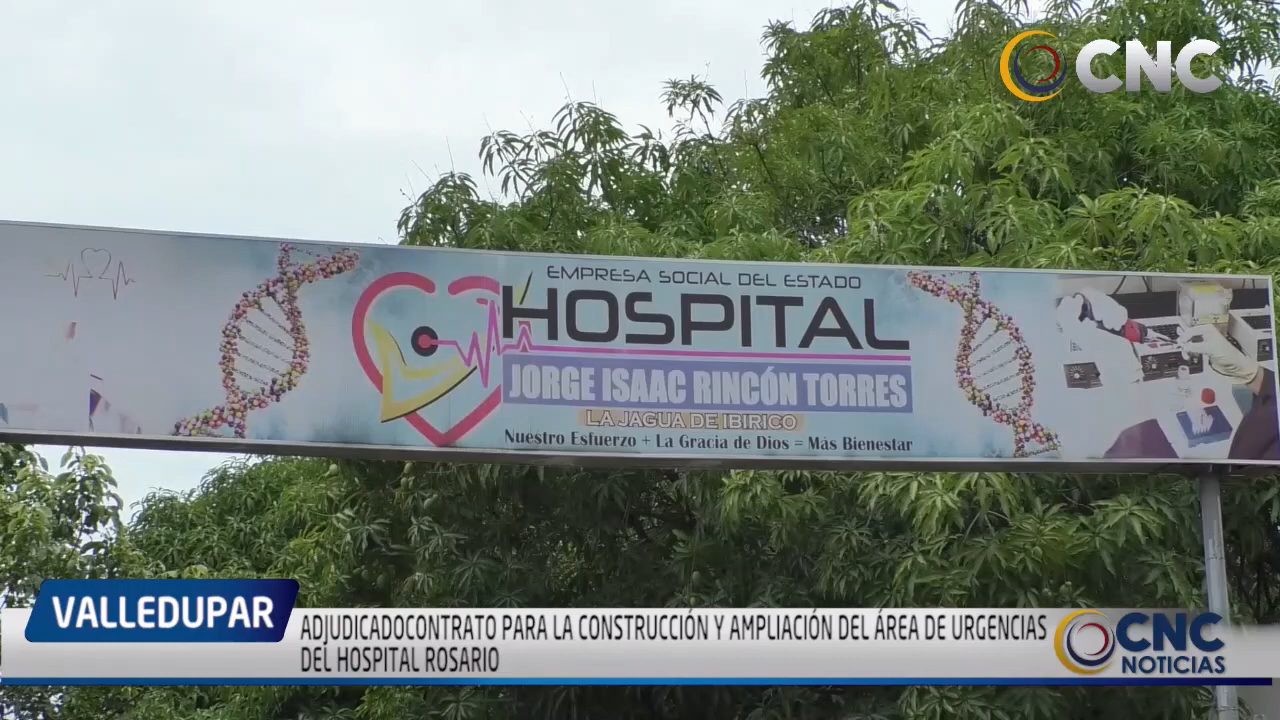 CNC
EMPRESA SOCIAL DEL ESTADO
HOSPITAL
JORGE ISAAC RINCÓN TORRES
LA JAGUA DE IBIRICO
Nuestro Esfuerzo + La Gracia de Dios = Más Bienestar
VALLEDUPAR
ADJUDICADOCONTRATO PARA LA CONSTRUCCIÓN Y AMPLIACIÓN DEL ÁREA DE URGENCIAS
DEL HOSPITAL ROSARIO
CNC
NOTICIAS